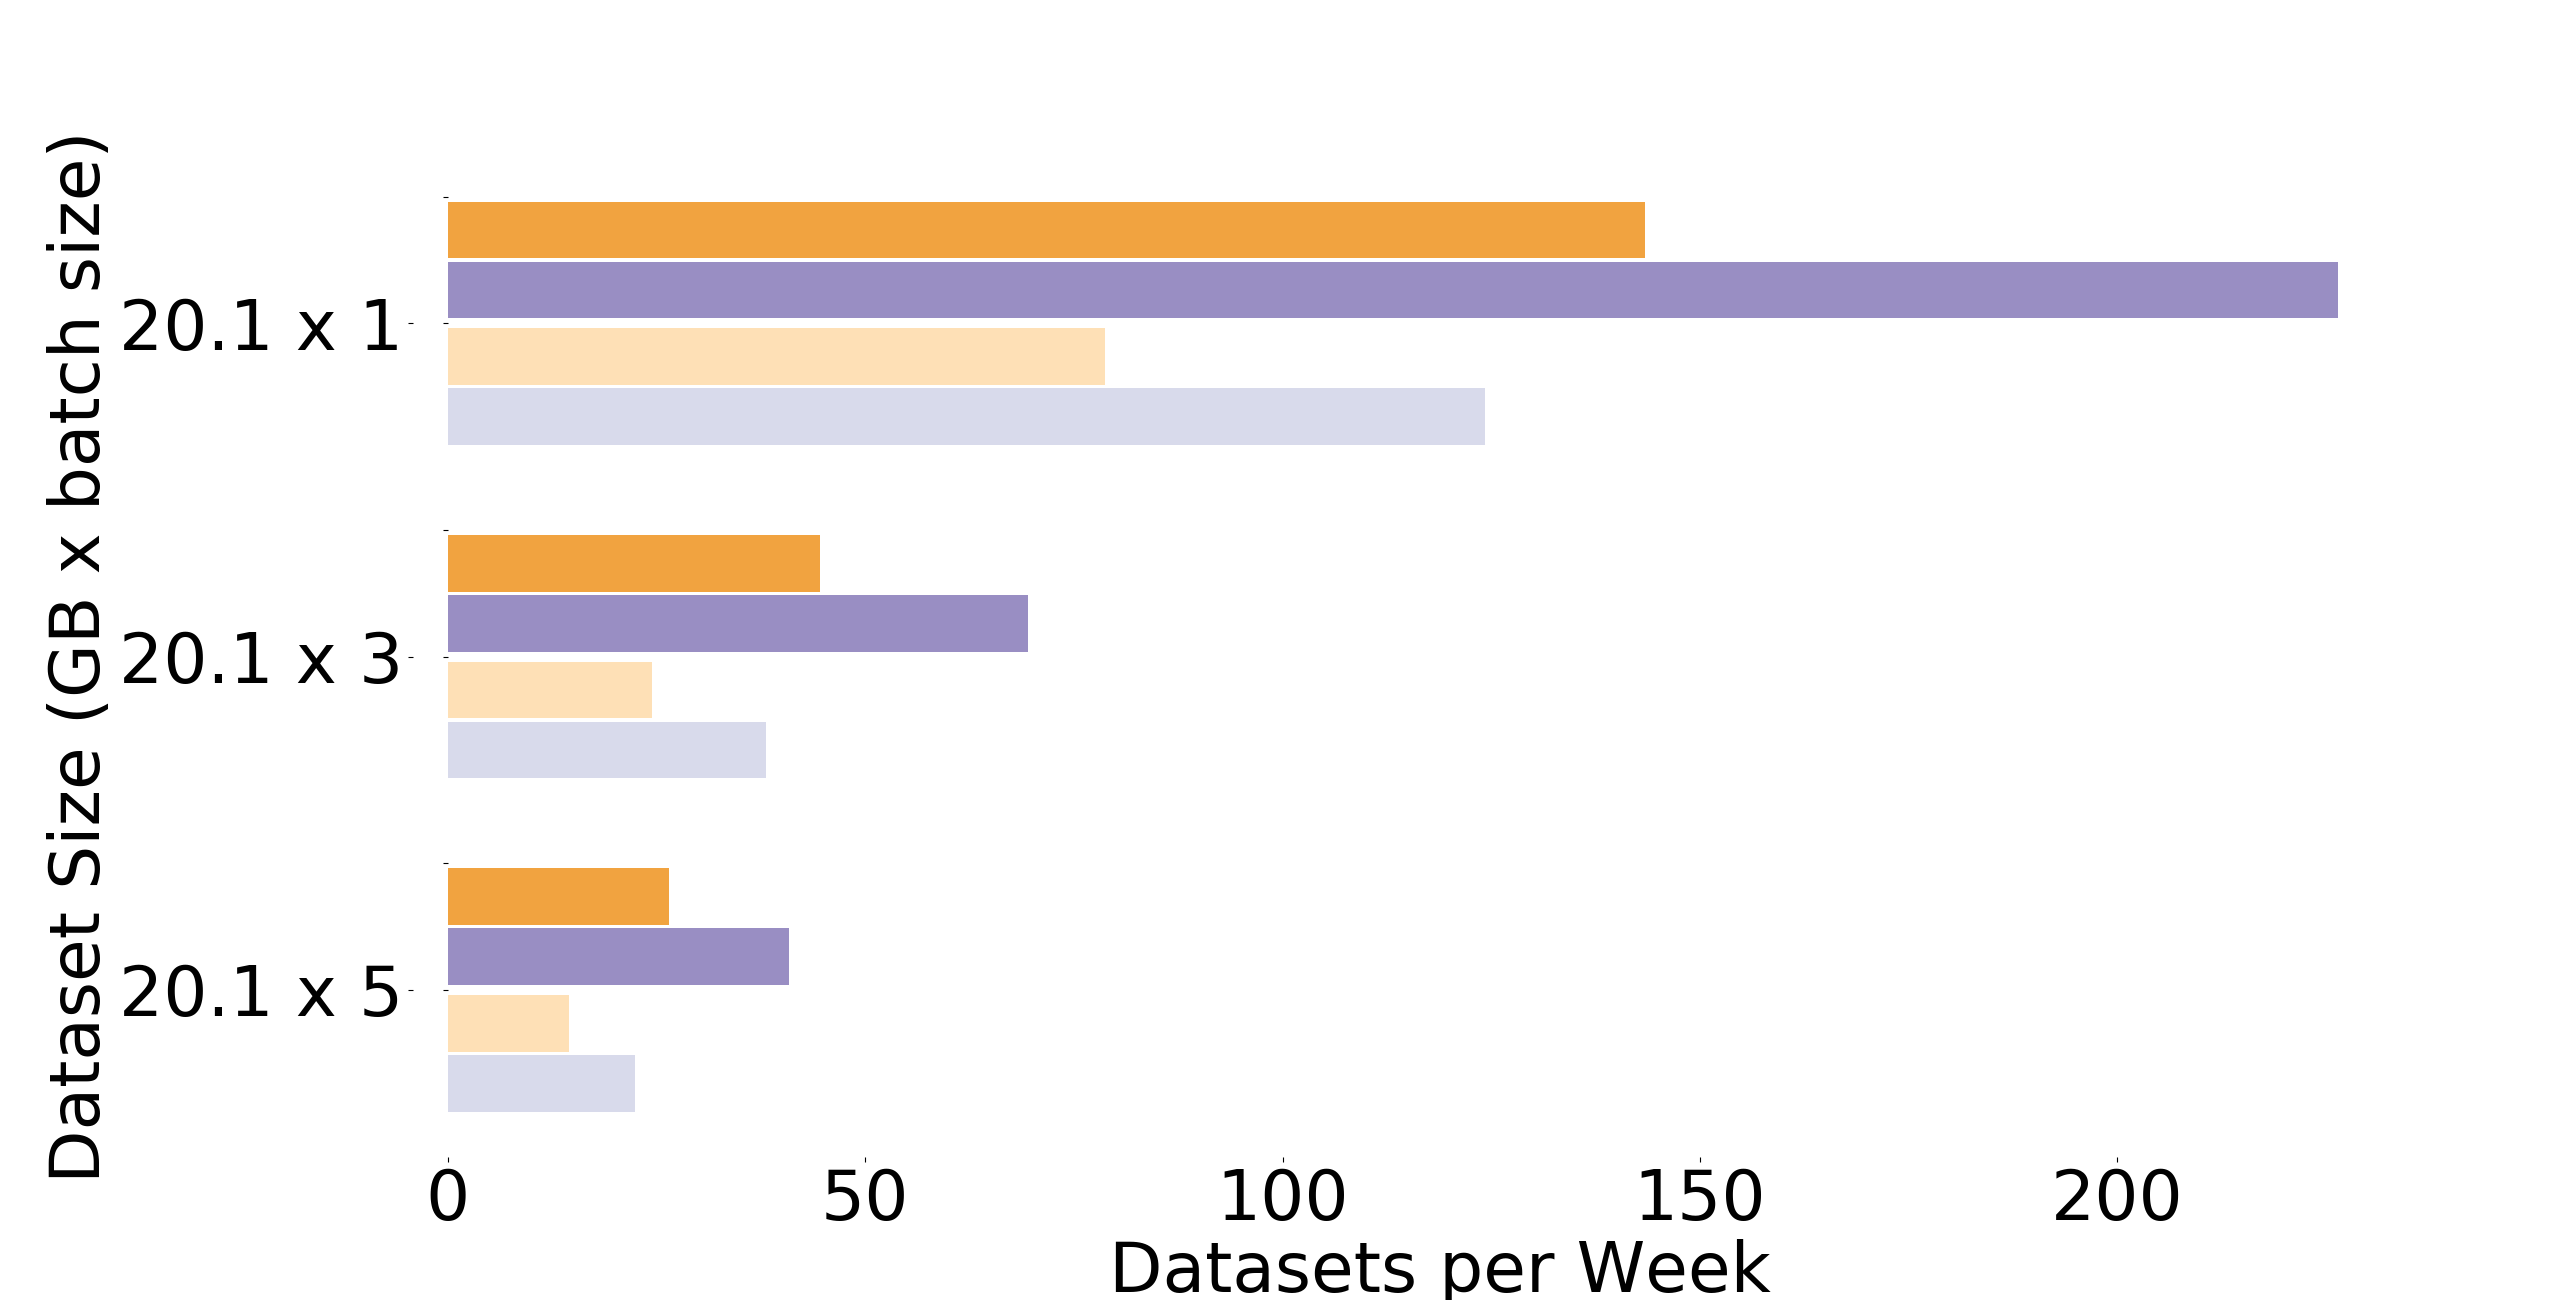 Dataset Size (GB x batch size)
20.1 x 1
20.1 x 3
20.1 x 5
0 50 100 150 200
Datasets per Week